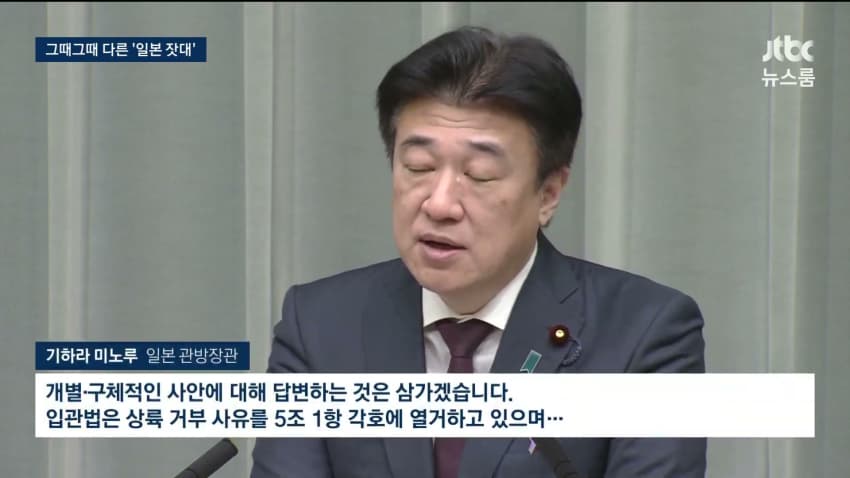 그때그때 다른 '일본 잣대'
jtbc
뉴스룸
기하라 미노루 일본 관방장관
개별·구체적인 사안에 대해 답변하는 것은 삼가겠습니다.
입관법은 상륙 거부 사유를 5조 1항 각호에 열거하고 있으며…